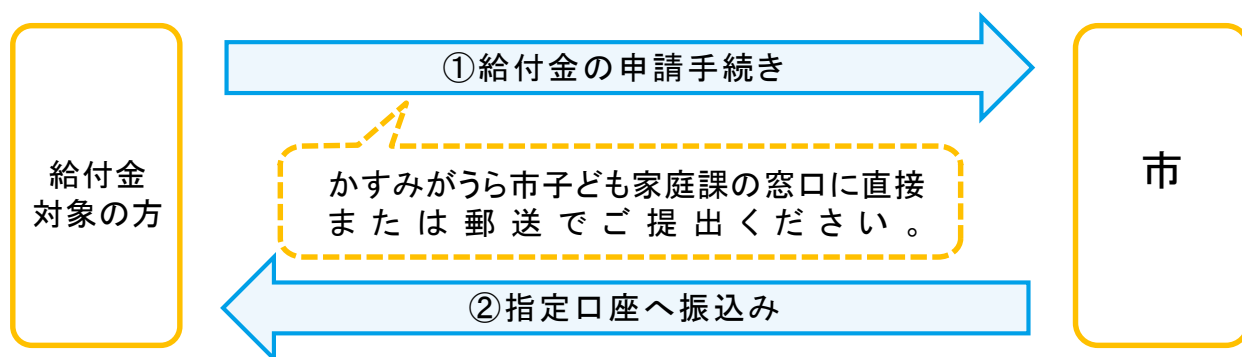 ①給付金の申請手続き
給付金
対象の方
かすみがうら市子ども家庭課の窓口に直接
または郵送でご提出ください。
市
②指定口座へ振込み